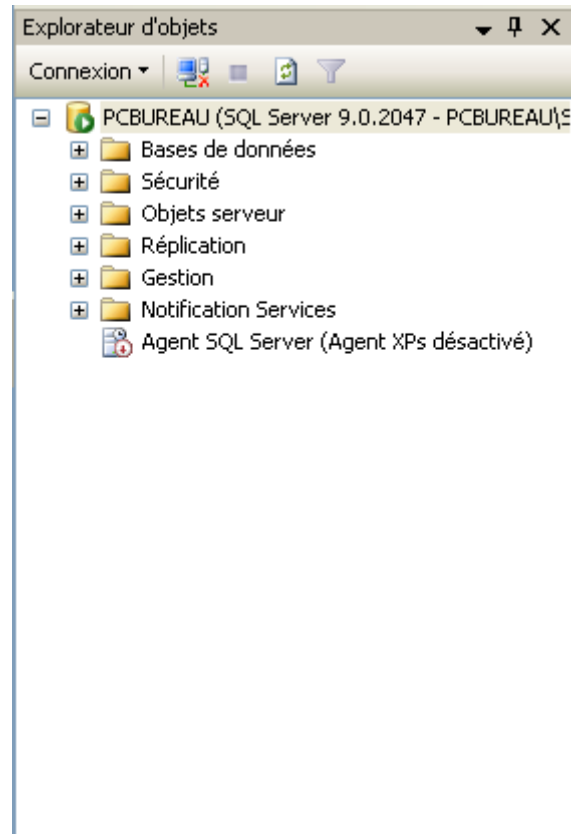 Explorateur d'objets
Connexion
PCBUREAU (SQL Server 9.0.2047 - PCBUREAU\S
Bases de données
Sécurité
Objets serveur
Réplication
Gestion
Notification Services
Agent SQL Server (Agent XPs désactivé)